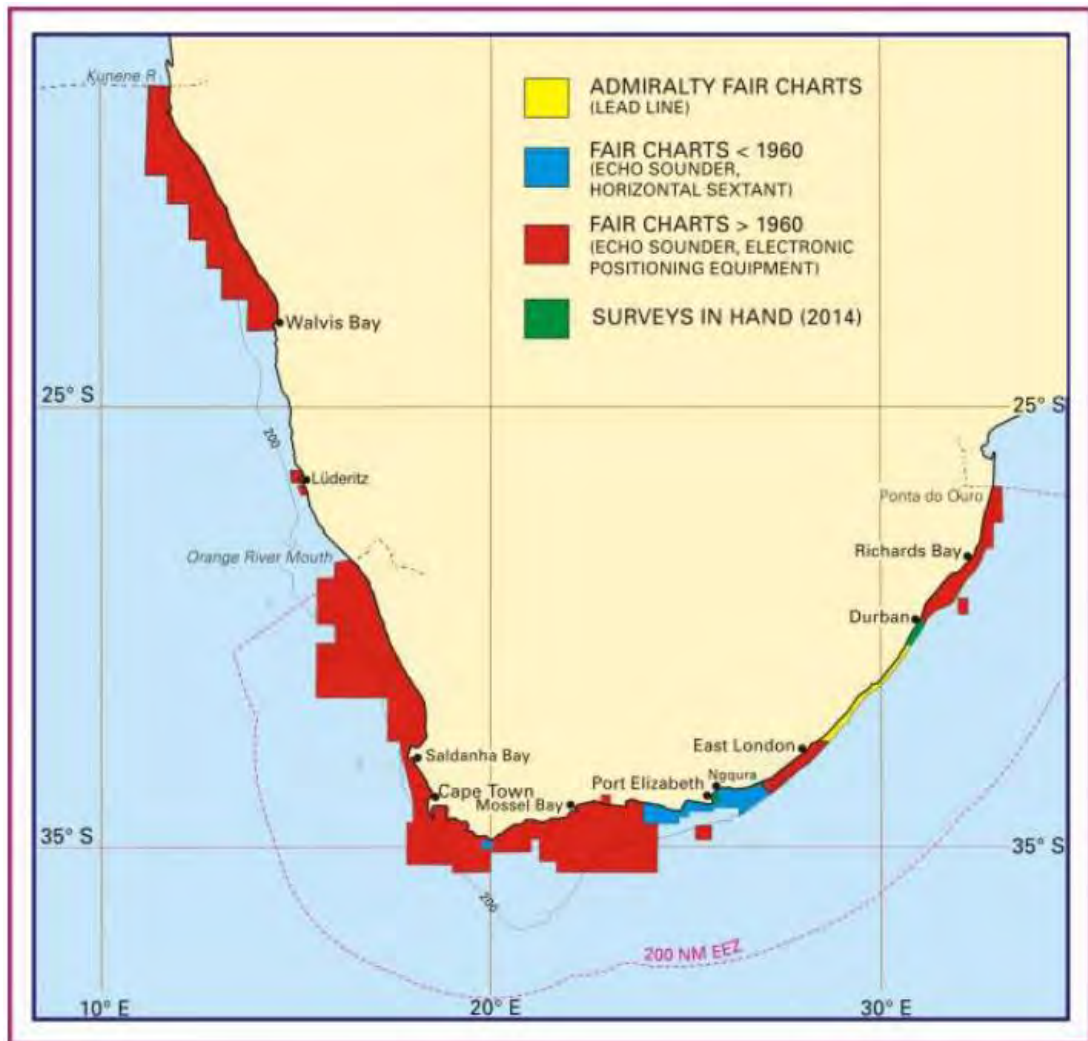 Kunene R
ADMIRALTY FAIR CHARTS
(LEAD LINE)
FAIR CHARTS < 1960
(ECHO SOUNDER,
HORIZONTAL SEXTANT)
FAIR CHARTS > 1960
(ECHO SOUNDER, ELECTRONIC
POSITIONING EQUIPMENT)
SURVEYS IN HAND (2014)
Walvis Bay
25° S
25° S
200
Lüderitz
Ponta do Ouro
Orange River Mouth
Richards Bay
Durban
East London
Saldanha Bay
Ngqura
Port Elizabeth
Cape Town
Mossel Bay
35° S
35° S
200
200 NM EEZ
10° E
20° E
30° E